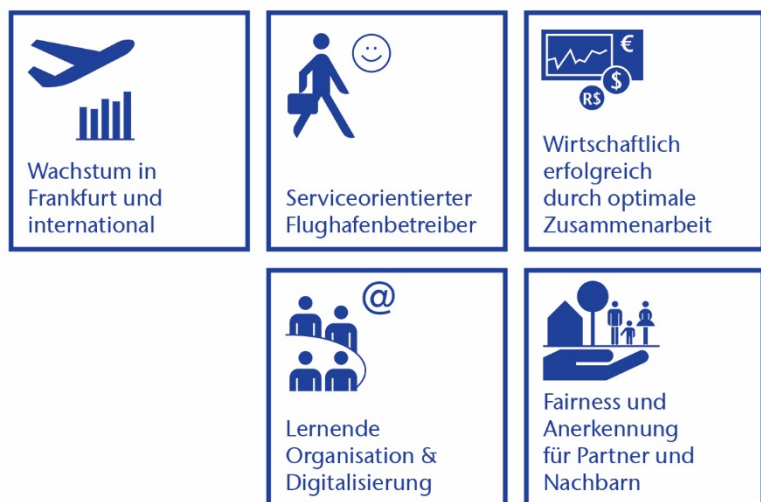 Wachstum in
Frankfurt und
international
Serviceorientierter
Flughafenbetreiber
€
$
R$
Wirtschaftlich
erfolgreich
durch optimale
Zusammenarbeit
@
Lernende
Organisation &
Digitalisierung
Fairness und
Anerkennung
für Partner und
Nachbarn